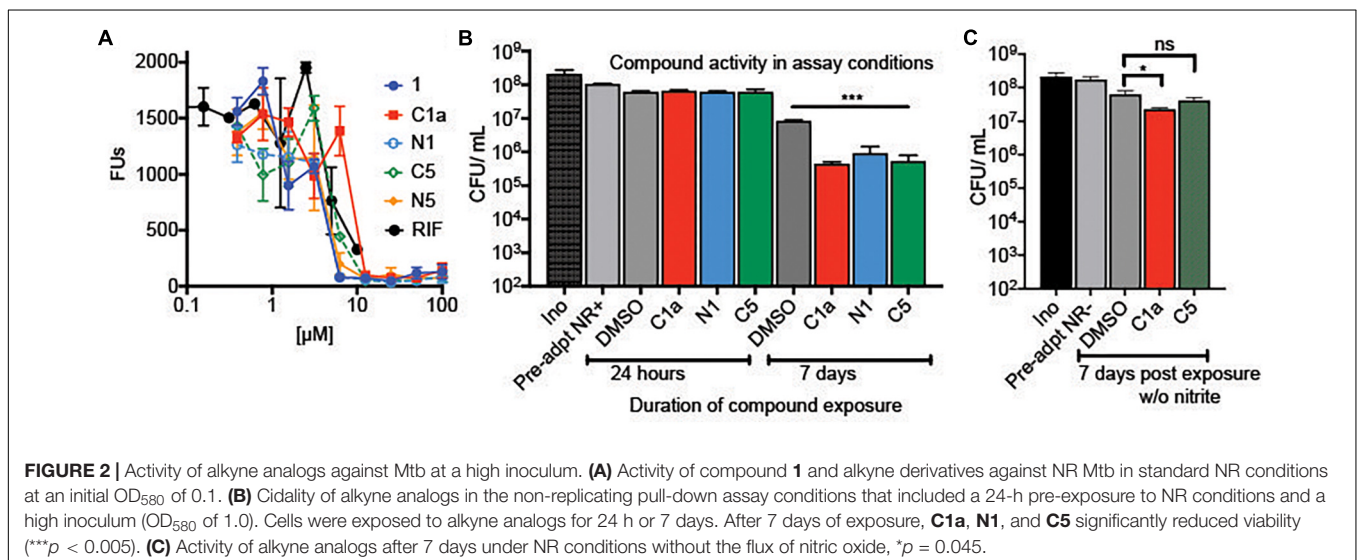 A
2000
1500
1000
500
0
FUs
0.1
1
10
100
[µM]
1
C1a
N1
C5
N5
RIF
B
Compound activity in assay conditions
***
10⁹
10⁸
10⁷
10⁶
10⁵
10⁴
10³
10²
CFU/ mL
Ino
Pre-adpt NR+
DMSO
C1a
N1
C5
DMSO
C1a
N1
C5
24 hours
7 days
Duration of compound exposure
C
ns
*
10⁹
10⁸
10⁷
10⁶
10⁵
10⁴
10³
10²
CFU/ mL
Ino
Pre-adpt NR-
DMSO
C1a
C5
7 days post exposure
w/o nitrite
FIGURE 2 | Activity of alkyne analogs against Mtb at a high inoculum. (A) Activity of compound 1 and alkyne derivatives against NR Mtb in standard NR conditions
at an initial OD₅₈₀ of 0.1. (B) Cidality of alkyne analogs in the non-replicating pull-down assay conditions that included a 24-h pre-exposure to NR conditions and a
high inoculum (OD₅₈₀ of 1.0). Cells were exposed to alkyne analogs for 24 h or 7 days. After 7 days of exposure, C1a, N1, and C5 significantly reduced viability
(***p < 0.005). (C) Activity of alkyne analogs after 7 days under NR conditions without the flux of nitric oxide, *p = 0.045.